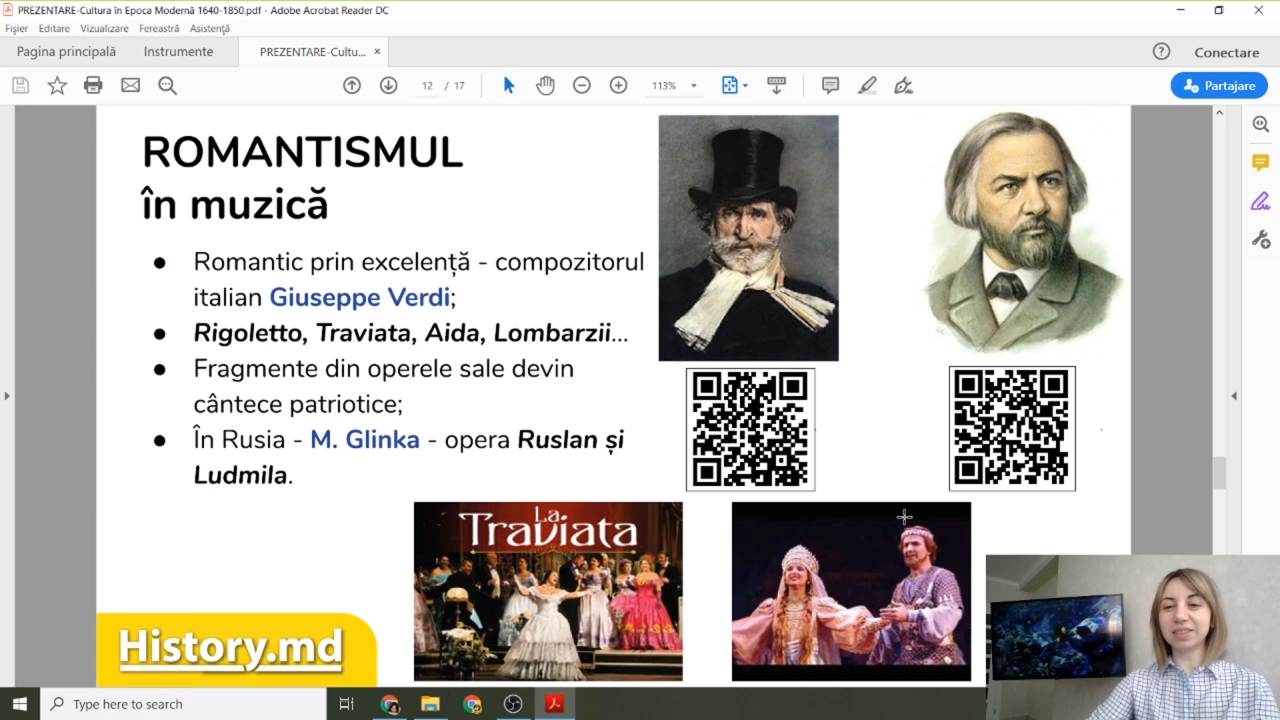 PREZENTARE-Cultura în Epoca Modernă 1640-1850.pdf - Adobe Acrobat Reader DC
Fișier Editare Vizualizare Fereastră Asistență
Pagina principală Instrumente PREZENTARE-Cultu... × Conectare
12 / 17 113% Partajare
ROMANTISMUL
în muzică
● Romantic prin excelență - compozitorul
italian Giuseppe Verdi;
● Rigoletto, Traviata, Aida, Lombarzii...
● Fragmente din operele sale devin
cântece patriotice;
● În Rusia - M. Glinka - opera Ruslan și
Ludmila.
La
Traviata
History.md
Type here to search